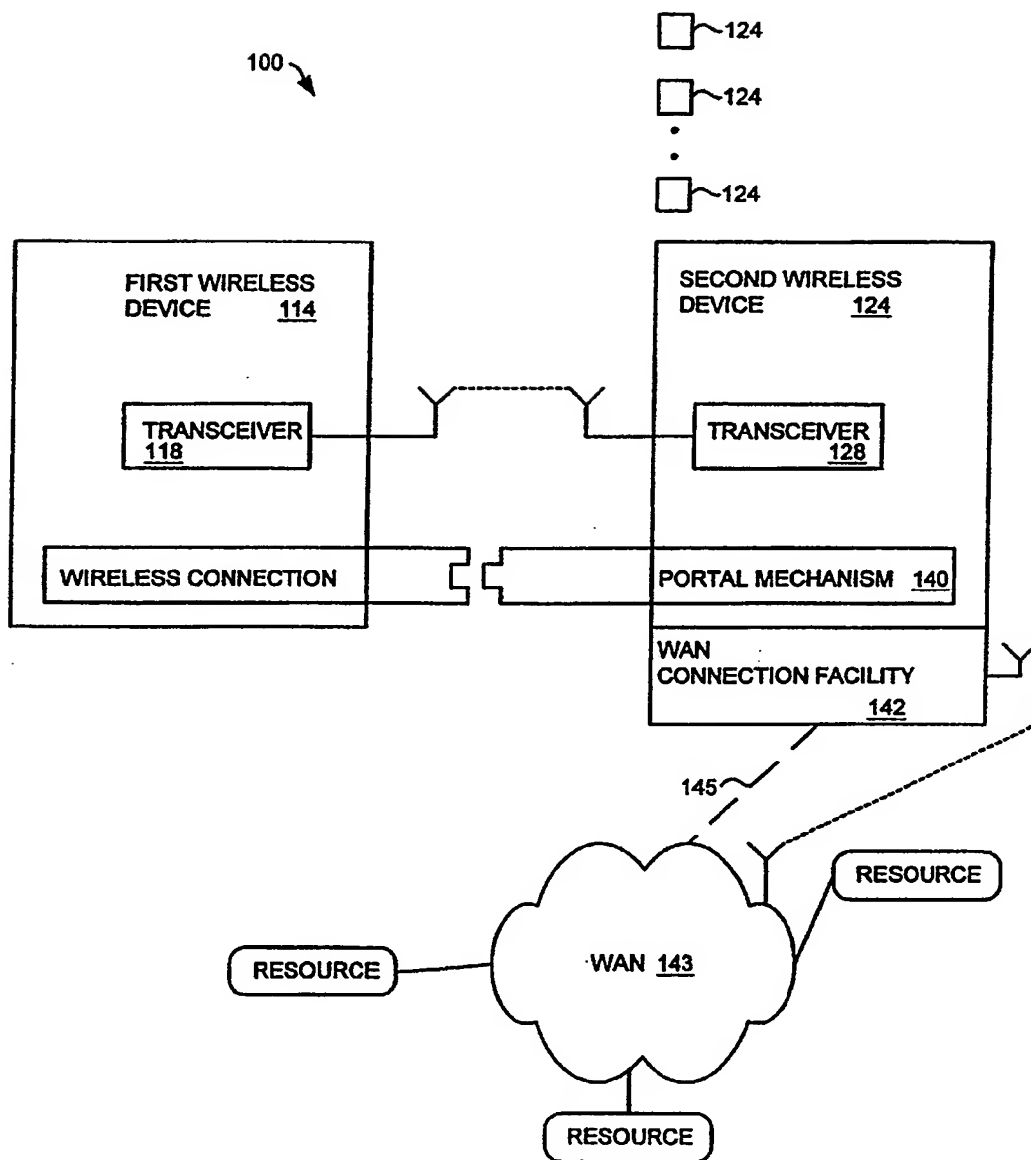 124
100
124
124
FIRST WIRELESS
DEVICE 114
SECOND WIRELESS
DEVICE 124
TRANSCEIVER
118
TRANSCEIVER
128
WIRELESS CONNECTION
PORTAL MECHANISM 140
WAN
CONNECTION FACILITY
142
145
RESOURCE
RESOURCE
WAN 143
RESOURCE